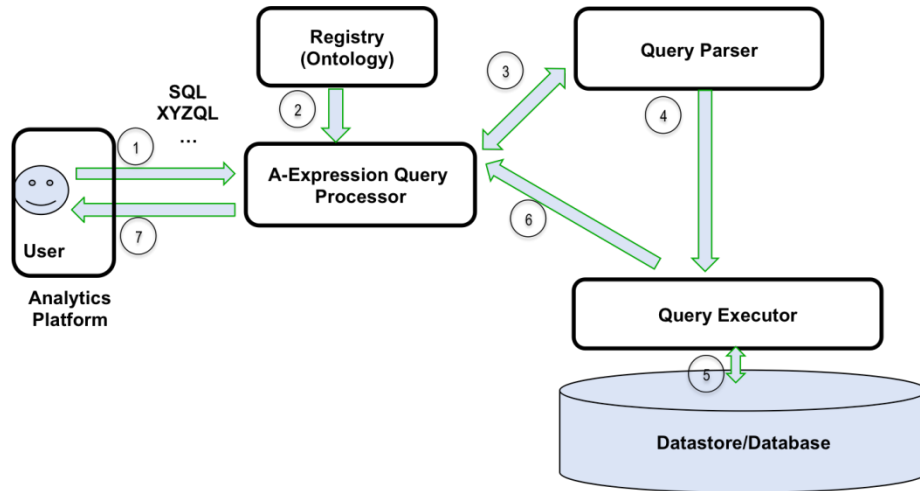 Registry
(Ontology)
Query Parser
SQL
XYZQL
...
3
2
4
1
A-Expression Query
Processor
6
7
User
Analytics
Platform
Query Executor
5
Datastore/Database